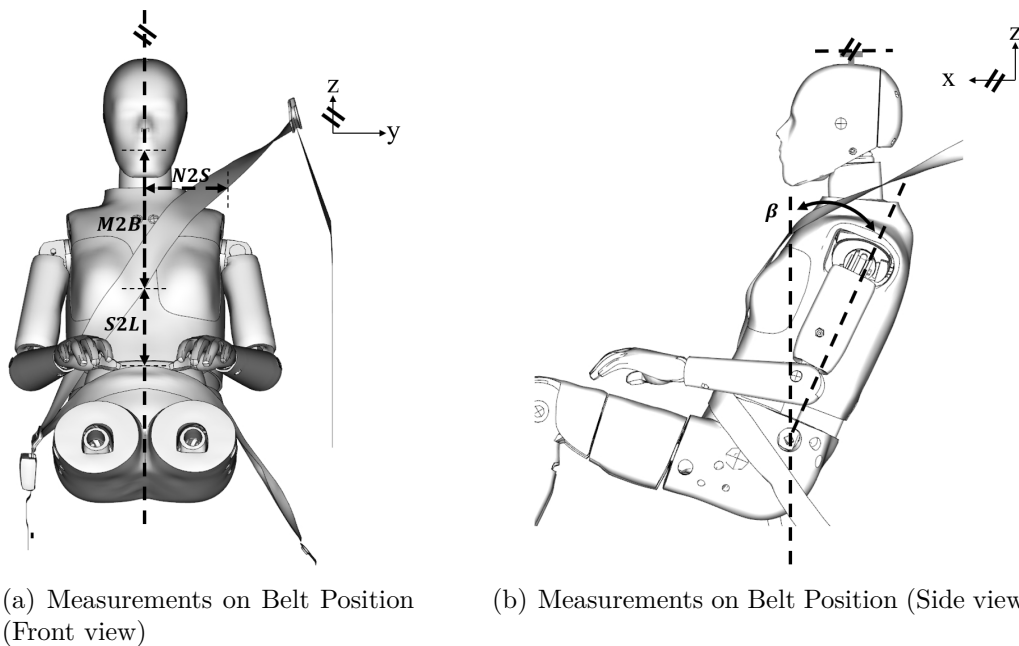 z
y
N2S
M2B
S2L
z
x
β
(a) Measurements on Belt Position
(Front view)
(b) Measurements on Belt Position (Side view